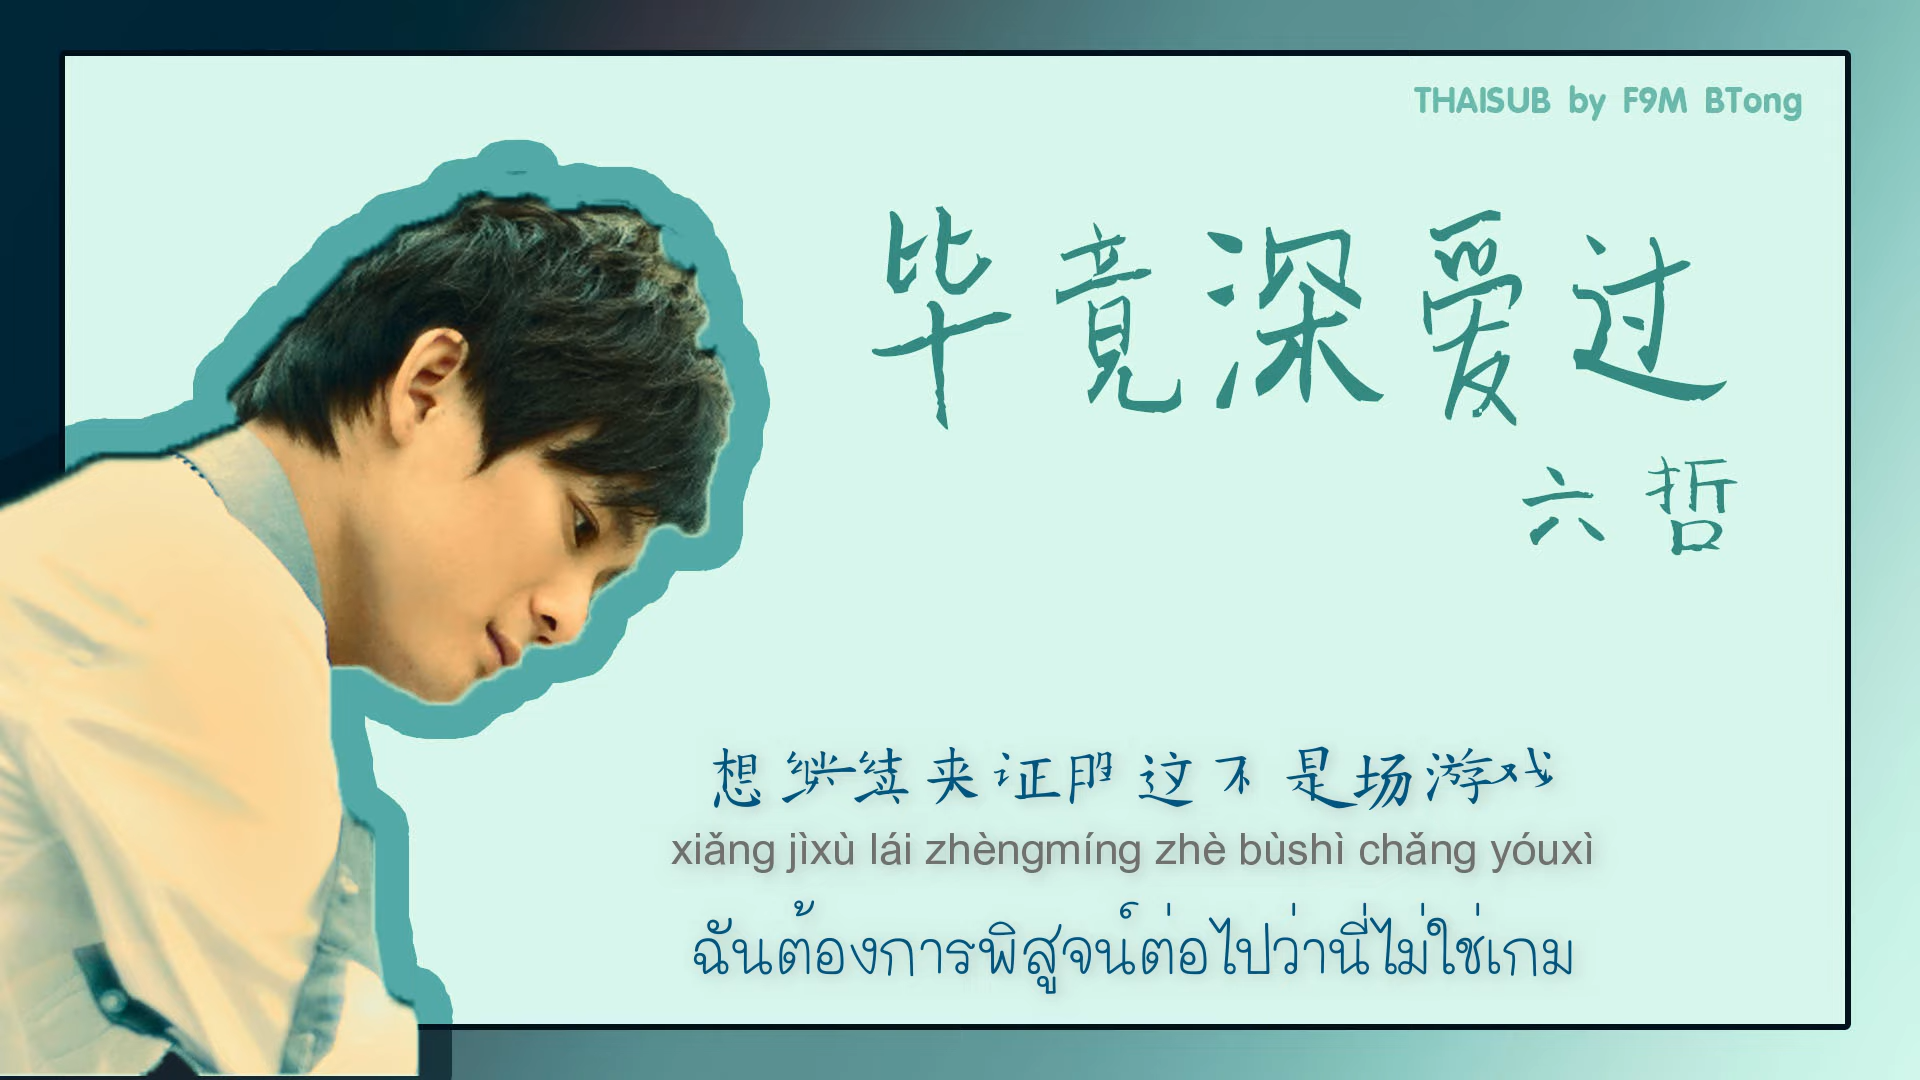 THAISUB by F9M BTong
毕竟深爱过
六哲
想继续来证明这不是场游戏
xiǎng jìxù lái zhèngmíng zhè bùshì chǎng yóuxì
ฉันต้องการพิสูจน์ต่อไปว่านี่ไม่ใช่เกม